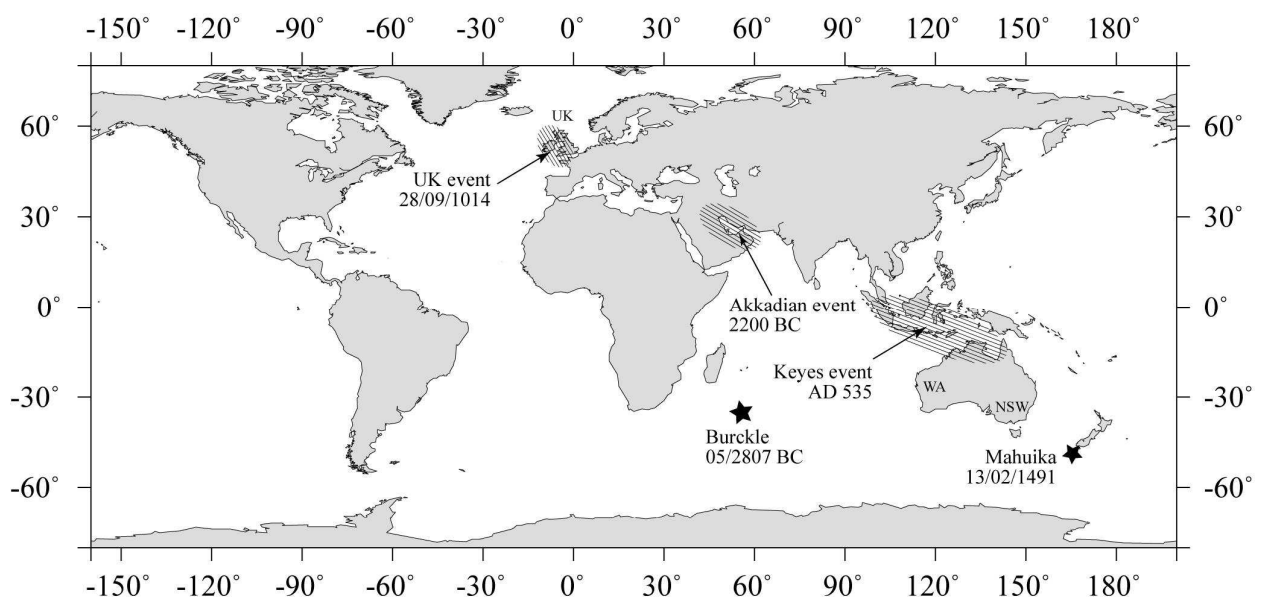 -150° -120° -90° -60° -30° 0° 30° 60° 90° 120° 150° 180°
60° 60°
UK
UK event
28/09/1014
30° 30°
0° 0°
Akkadian event
2200 BC
Keyes event
AD 535
WA
NSW
-30° -30°
Burckle
05/2807 BC
Mahuika
13/02/1491
-60° -60°
-150° -120° -90° -60° -30° 0° 30° 60° 90° 120° 150° 180°